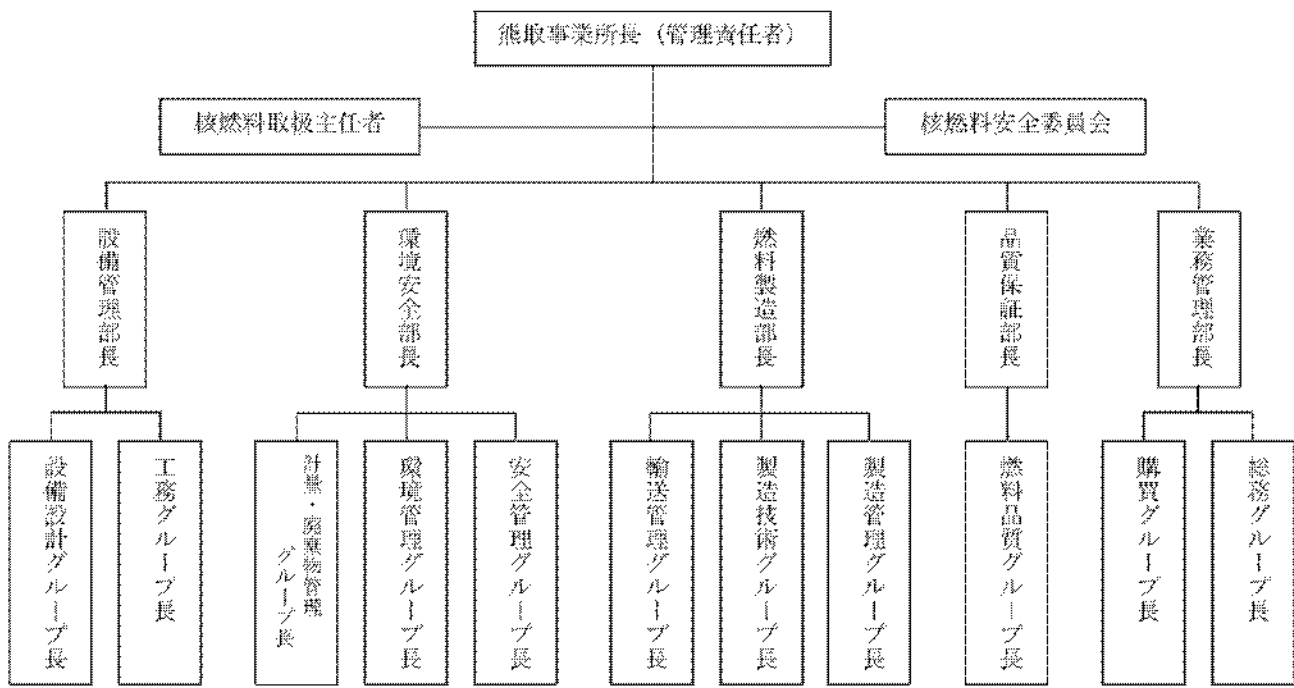 熊取事業所長（管理責任者）
核燃料取扱主任者
核燃料安全委員会
設備管理部長
環境安全部長
燃料製造部長
品質保証部長
業務管理部長
設備設計グループ長
工務グループ長
計量・廃棄物管理
グループ長
環境管理グループ長
安全管理グループ長
輸送管理グループ長
製造技術グループ長
製造管理グループ長
燃料品質グループ長
購買グループ長
総務グループ長